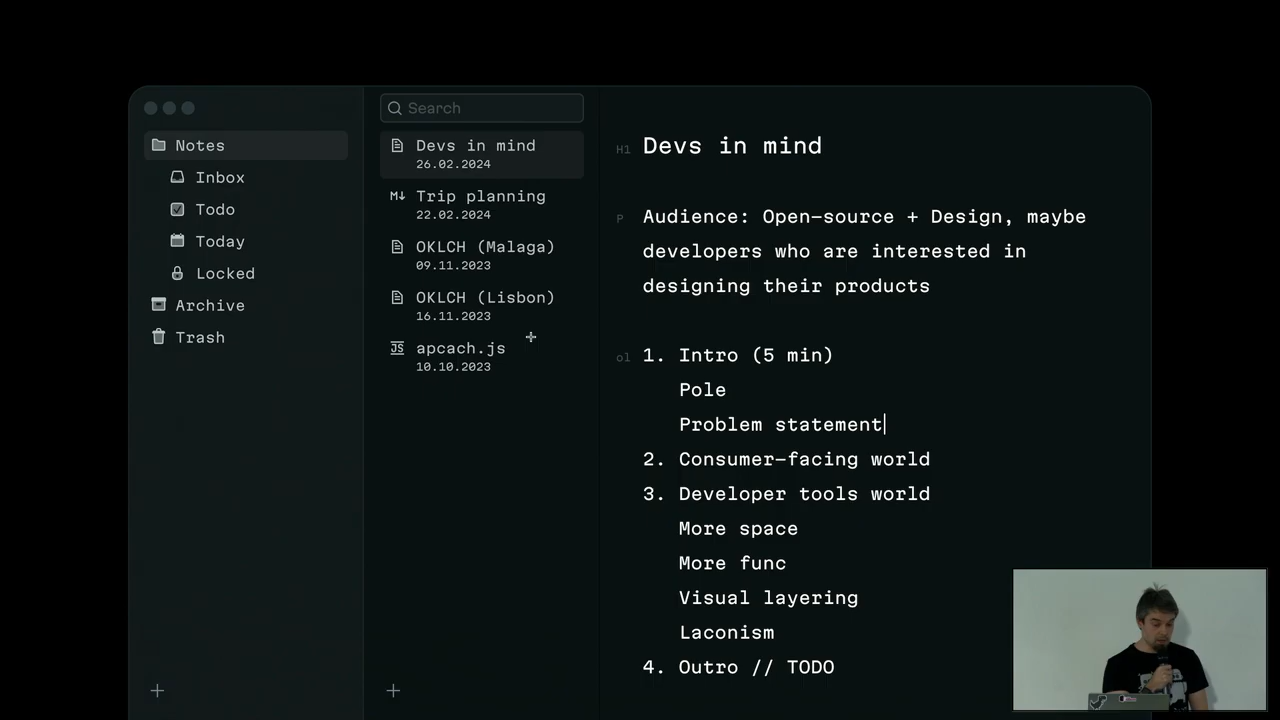 Notes
Inbox
Todo
Today
Locked
Archive
Trash
Search
Devs in mind
26.02.2024
M↓ Trip planning
22.02.2024
OKLCH (Malaga)
09.11.2023
OKLCH (Lisbon)
16.11.2023
JS apcach.js
10.10.2023
H1 Devs in mind
P Audience: Open-source + Design, maybe
developers who are interested in
designing their products
ol 1. Intro (5 min)
Pole
Problem statement
2. Consumer-facing world
3. Developer tools world
More space
More func
Visual layering
Laconism
4. Outro // TODO